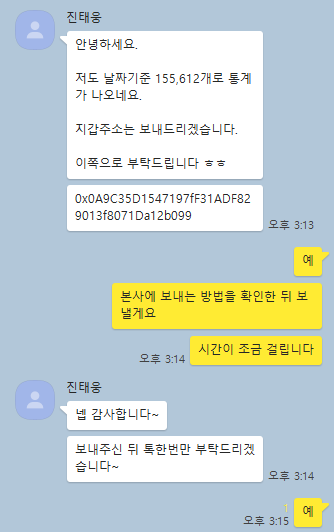 진태웅
안녕하세요.
저도 날짜기준 155,612개로 통계
가 나오네요.
지갑주소는 보내드리겠습니다.
이쪽으로 부탁드립니다 ㅎㅎ
0x0A9C35D1547197fF31ADF82
9013f8071Da12b099
오후 3:13
예
본사에 보내는 방법을 확인한 뒤 보
낼게요
시간이 조금 걸립니다
오후 3:14
진태웅
넵 감사합니다~
보내주신 뒤 톡한번만 부탁드리겠
습니다~
오후 3:14
예
1
오후 3:15